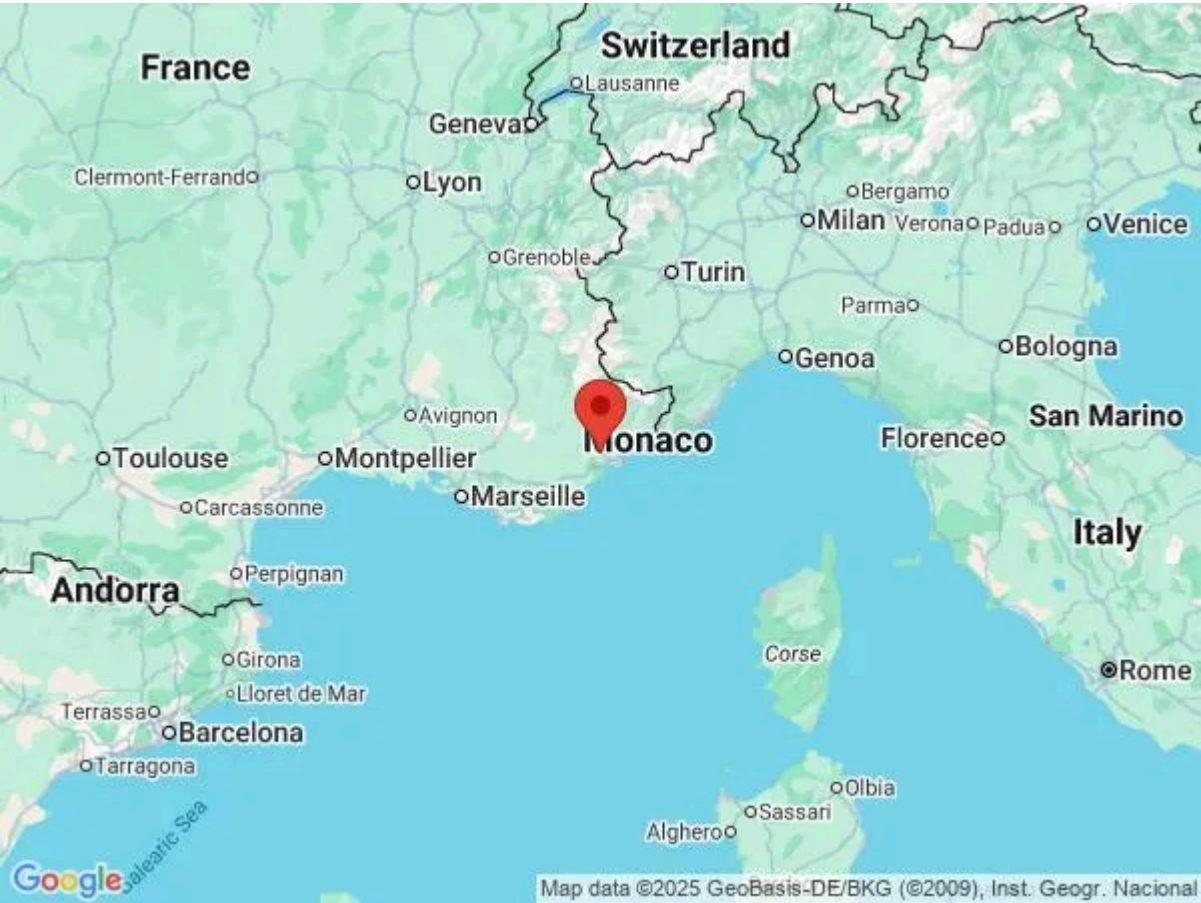 Switzerland
France
Lausanne
Geneva
Clermont-Ferrand
Lyon
Bergamo
Milan
Verona
Padua
Venice
Grenoble
Turin
Parma
Genoa
Bologna
Avignon
San Marino
Monaco
Florence
Toulouse
Montpellier
Marseille
Carcassonne
Italy
Perpignan
Andorra
Corse
Girona
Rome
Lloret de Mar
Terrassa
Barcelona
Tarragona
Olbia
Sassari
Alghero
Balearic Sea
Google
Map data ©2025 GeoBasis-DE/BKG (©2009), Inst. Geogr. Nacional